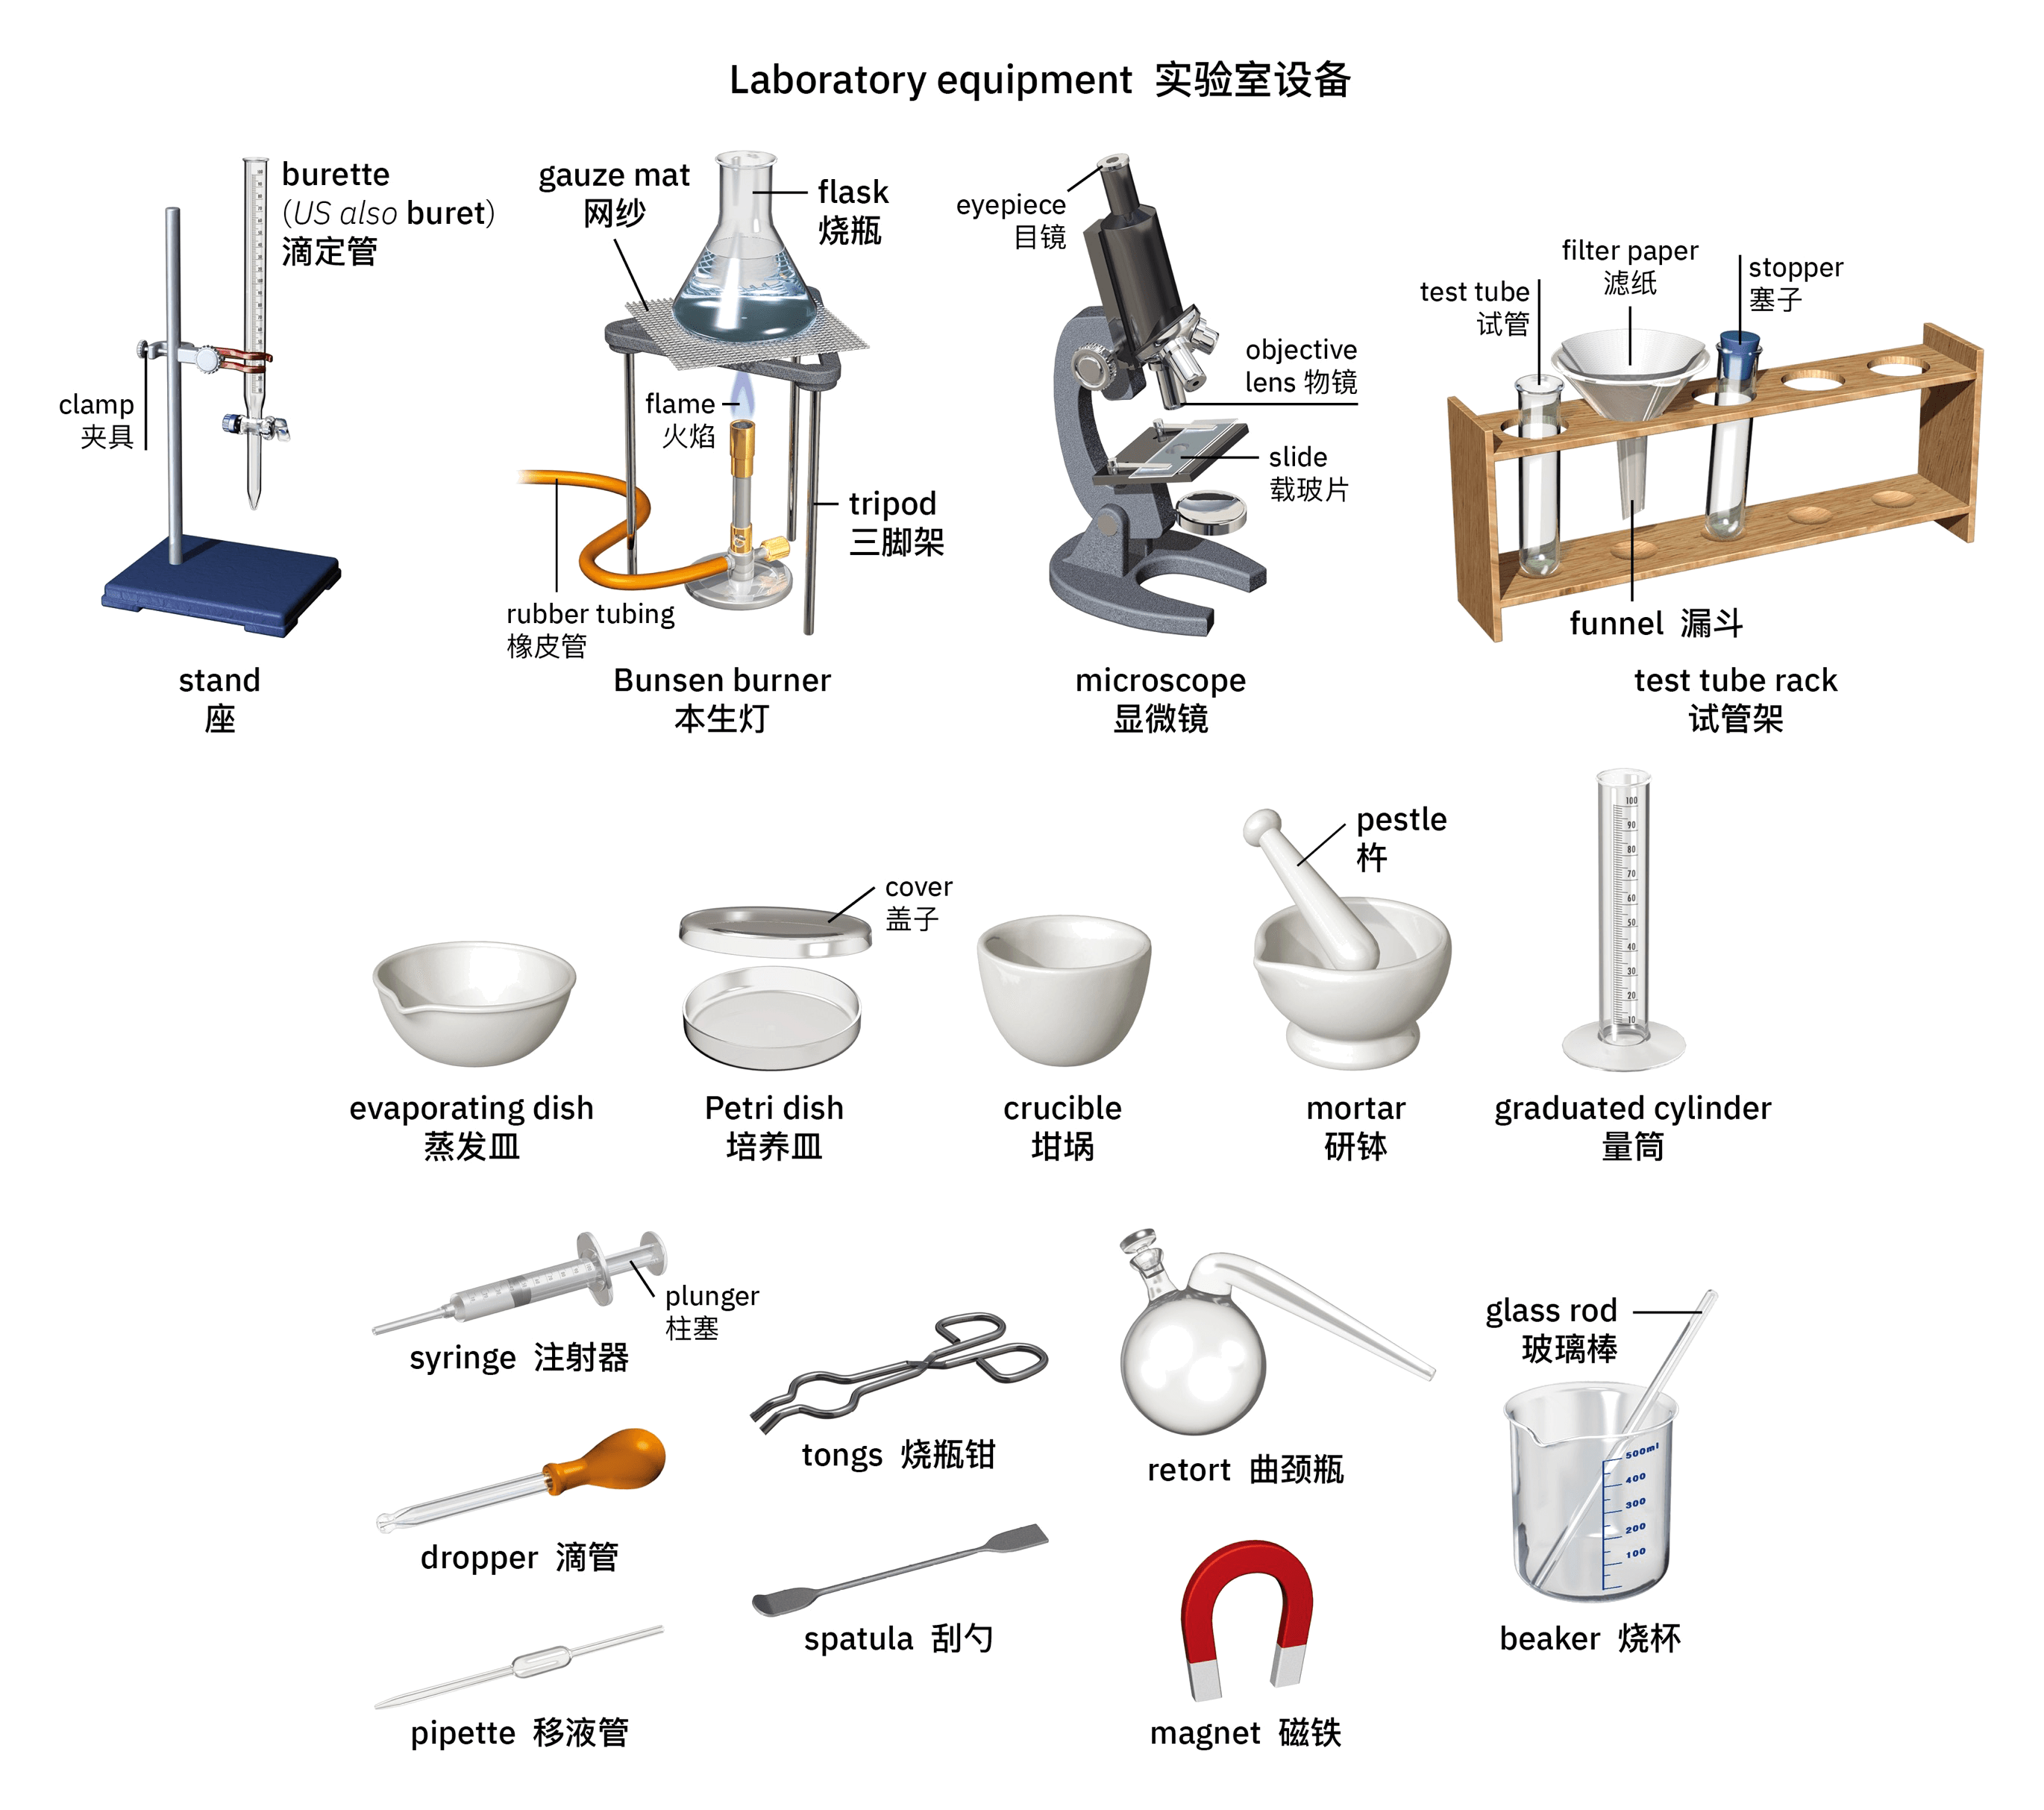 Laboratory equipment 实验室设备
burette
(US also buret)
滴定管
clamp
夹具
stand
座
gauze mat
网纱
flask
烧瓶
flame
火焰
tripod
三脚架
rubber tubing
橡皮管
Bunsen burner
本生灯
eyepiece
目镜
objective
lens 物镜
slide
载玻片
microscope
显微镜
test tube
试管
filter paper
滤纸
stopper
塞子
funnel 漏斗
test tube rack
试管架
evaporating dish
蒸发皿
cover
盖子
Petri dish
培养皿
crucible
坩埚
pestle
杵
mortar
研钵
100
90
80
70
60
50
40
30
20
10
graduated cylinder
量筒
plunger
柱塞
syringe 注射器
dropper 滴管
pipette 移液管
tongs 烧瓶钳
spatula 刮勺
retort 曲颈瓶
magnet 磁铁
glass rod
玻璃棒
500ml
400
300
200
100
beaker 烧杯